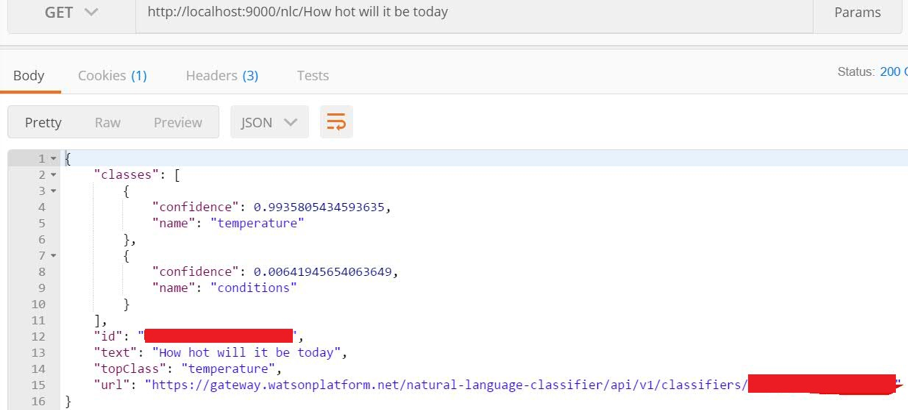 GET http://localhost:9000/nlc/How hot will it be today Params
Body Cookies (1) Headers (3) Tests Status: 200
Pretty Raw Preview JSON
1 {
2 "classes": [
3 {
4 "confidence": 0.9935805434593635,
5 "name": "temperature"
6 },
7 {
8 "confidence": 0.00641945654063649,
9 "name": "conditions"
10 }
11 ],
12 "id": "",
13 "text": "How hot will it be today",
14 "topClass": "temperature",
15 "url": "https://gateway.watsonplatform.net/natural-language-classifier/api/v1/classifiers/"
16 }